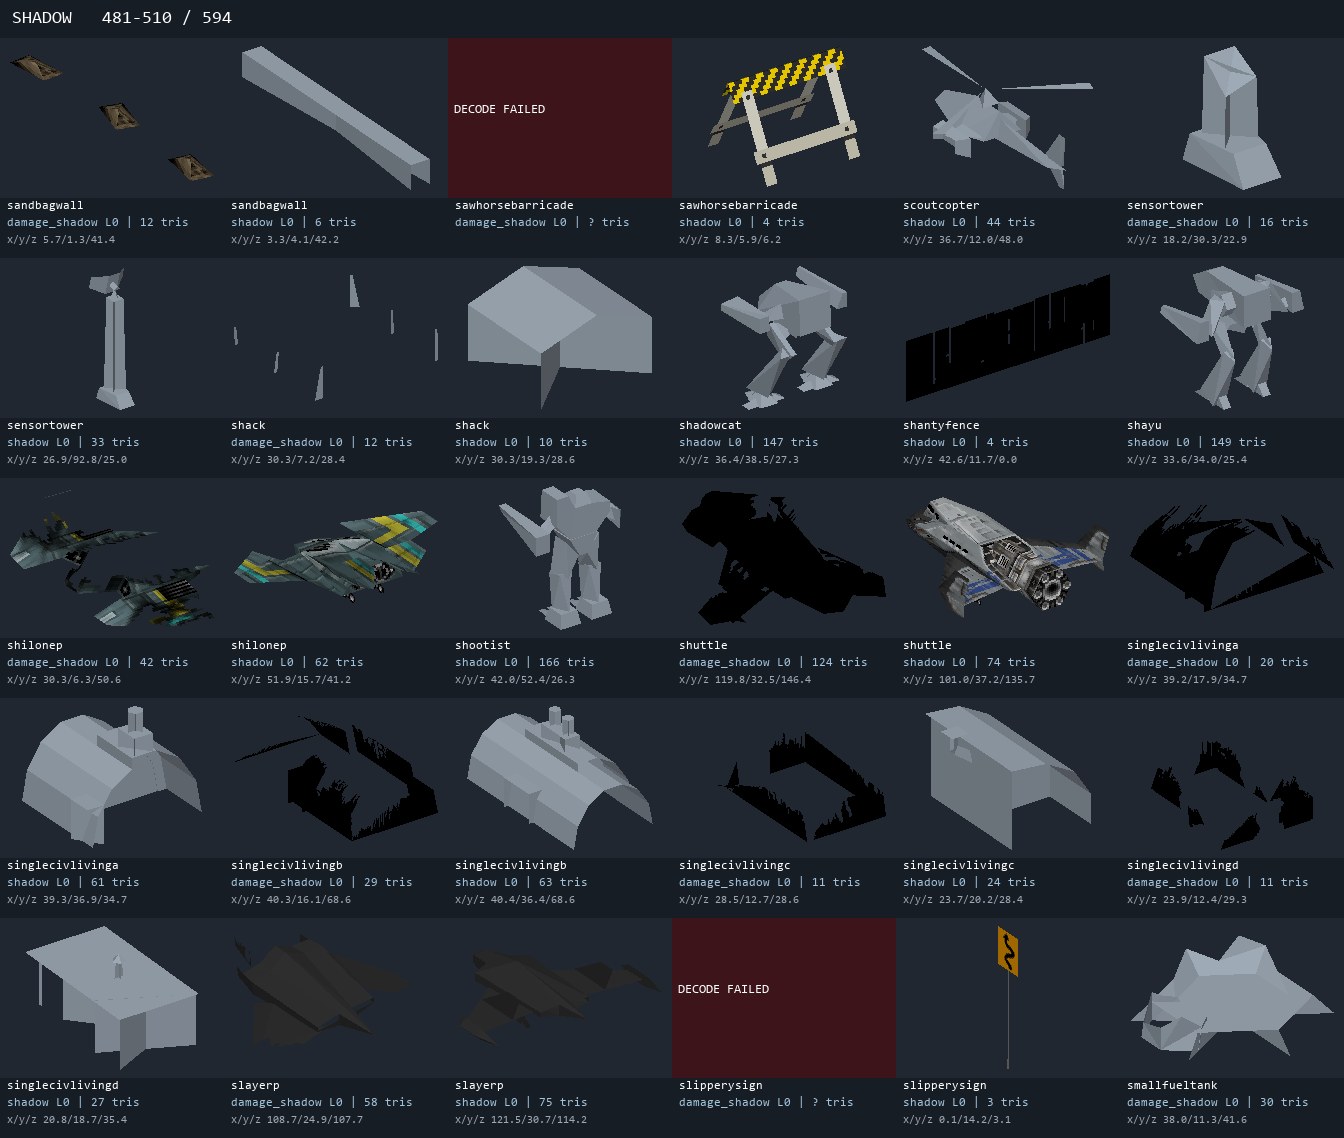 SHADOW 481-510 / 594
DECODE FAILED
sandbagwall
damage_shadow L0 | 12 tris
x/y/z 5.7/1.3/41.4
sandbagwall
shadow L0 | 6 tris
x/y/z 3.3/4.1/42.2
sawhorsebarricade
damage_shadow L0 | ? tris
sawhorsebarricade
shadow L0 | 4 tris
x/y/z 8.3/5.9/6.2
scoutcopter
shadow L0 | 44 tris
x/y/z 36.7/12.0/48.0
sensortower
damage_shadow L0 | 16 tris
x/y/z 18.2/30.3/22.9
sensortower
shadow L0 | 33 tris
x/y/z 26.9/92.8/25.0
shack
damage_shadow L0 | 12 tris
x/y/z 30.3/7.2/28.4
shack
shadow L0 | 10 tris
x/y/z 30.3/19.3/28.6
shadowcat
shadow L0 | 147 tris
x/y/z 36.4/38.5/27.3
shantyfence
shadow L0 | 4 tris
x/y/z 42.6/11.7/0.0
shayu
shadow L0 | 149 tris
x/y/z 33.6/34.0/25.4
shilonep
damage_shadow L0 | 42 tris
x/y/z 30.3/6.3/50.6
shilonep
shadow L0 | 62 tris
x/y/z 51.9/15.7/41.2
shootist
shadow L0 | 166 tris
x/y/z 42.0/52.4/26.3
shuttle
damage_shadow L0 | 124 tris
x/y/z 119.8/32.5/146.4
shuttle
shadow L0 | 74 tris
x/y/z 101.0/37.2/135.7
singlecivlivinga
damage_shadow L0 | 20 tris
x/y/z 39.2/17.9/34.7
singlecivlivinga
shadow L0 | 61 tris
x/y/z 39.3/36.9/34.7
singlecivlivingb
damage_shadow L0 | 29 tris
x/y/z 40.3/16.1/68.6
singlecivlivingb
shadow L0 | 63 tris
x/y/z 40.4/36.4/68.6
singlecivlivingc
damage_shadow L0 | 11 tris
x/y/z 28.5/12.7/28.6
singlecivlivingc
shadow L0 | 24 tris
x/y/z 23.7/20.2/28.4
singlecivlivingd
damage_shadow L0 | 11 tris
x/y/z 23.9/12.4/29.3
DECODE FAILED
singlecivlivingd
shadow L0 | 27 tris
x/y/z 20.8/18.7/35.4
slayerp
damage_shadow L0 | 58 tris
x/y/z 108.7/24.9/107.7
slayerp
shadow L0 | 75 tris
x/y/z 121.5/30.7/114.2
slipperysign
damage_shadow L0 | ? tris
slipperysign
shadow L0 | 3 tris
x/y/z 0.1/14.2/3.1
smallfueltank
damage_shadow L0 | 30 tris
x/y/z 38.0/11.3/41.6